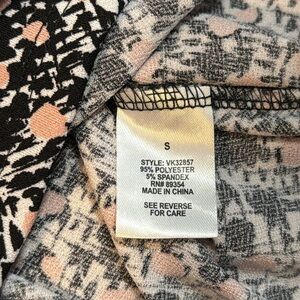 S
STYLE: VK32857
95% POLYESTER
5% SPANDEX
RN# 89354
MADE IN CHINA
SEE REVERSE
FOR CARE